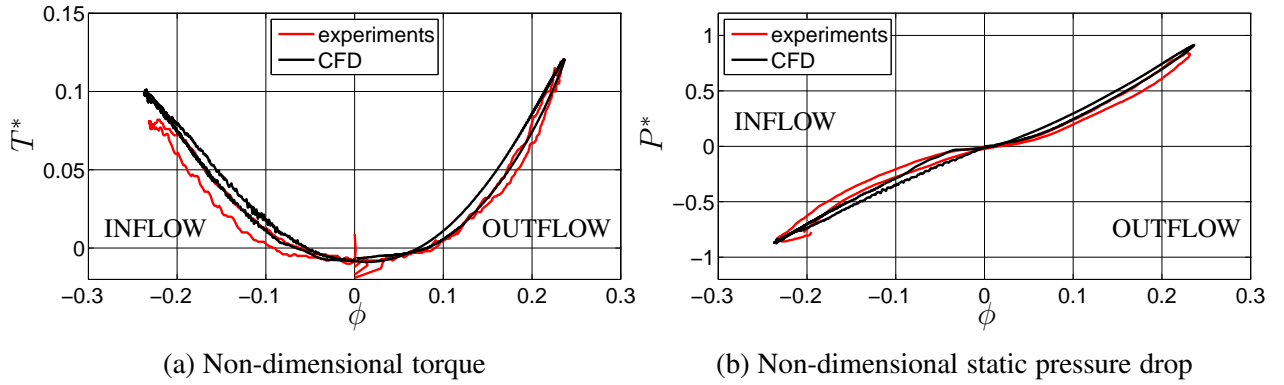 0.15
0.1
0.05
0
T*
experiments
CFD
INFLOW
OUTFLOW
−0.3 −0.2 −0.1 0 0.1 0.2 0.3
ϕ
(a) Non-dimensional torque
1
0.5
0
−0.5
−1
P*
experiments
CFD
INFLOW
OUTFLOW
−0.3 −0.2 −0.1 0 0.1 0.2 0.3
ϕ
(b) Non-dimensional static pressure drop